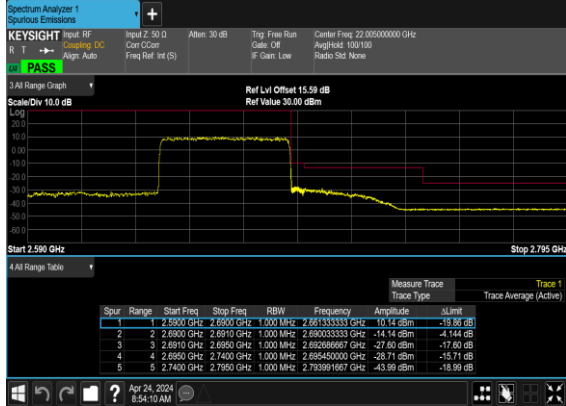 Spectrum Analyzer 1
Spurious Emissions
+
KEYSIGHT Input: RF Input Z: 50 Ω Atten: 30 dB Trig: Free Run Center Freq: 22.005000000 GHz
R T Coupling: DC Corr CCorr Gate: Off Avg|Hold: 100/100
Align: Auto Freq Ref: Int (S) IF Gain: Low Radio Std: None
PASS
3 All Range Graph
Ref Lvl Offset 15.59 dB
Scale/Div 10.0 dB Ref Value 30.00 dBm
Log
20.0
10.0
0.00
-10.0
-20.0
-30.0
-40.0
-50.0
-60.0
Start 2.590 GHz Stop 2.795 GHz
4 All Range Table
Measure Trace Trace 1
Trace Type Trace Average (Active)
Spur Range Start Freq Stop Freq RBW Frequency Amplitude ΔLimit
1 1 2.5900 GHz 2.6900 GHz 1.000 MHz 2.661333333 GHz 10.14 dBm -19.86 dB
2 2 2.6900 GHz 2.6910 GHz 1.000 MHz 2.690033333 GHz -14.14 dBm -4.144 dB
3 3 2.6910 GHz 2.6950 GHz 1.000 MHz 2.692686667 GHz -27.60 dBm -17.60 dB
4 4 2.6950 GHz 2.7400 GHz 1.000 MHz 2.695450000 GHz -28.71 dBm -15.71 dB
5 5 2.7400 GHz 2.7950 GHz 1.000 MHz 2.793991667 GHz -43.99 dBm -18.99 dB
? Apr 24, 2024
8:54:10 AM